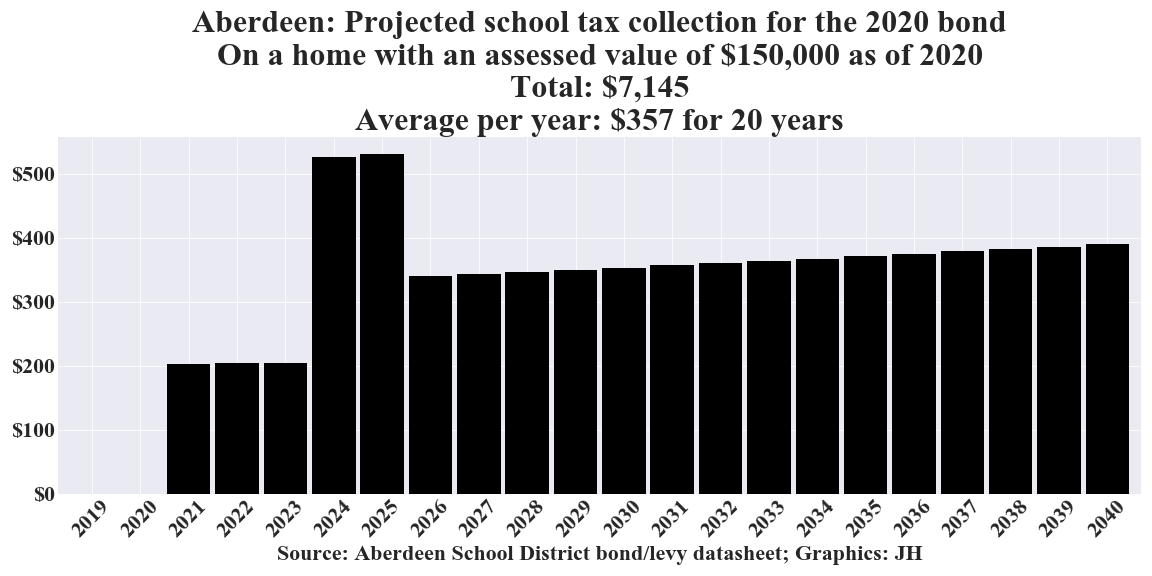 Aberdeen: Projected school tax collection for the 2020 bond
On a home with an assessed value of $150,000 as of 2020
Total: $7,145
Average per year: $357 for 20 years
$500
$400
$300
$200
$100
$0
2019 2020 2021 2022 2023 2024 2025 2026 2027 2028 2029 2030 2031 2032 2033 2034 2035 2036 2037 2038 2039 2040
Source: Aberdeen School District bond/levy datasheet; Graphics: JH